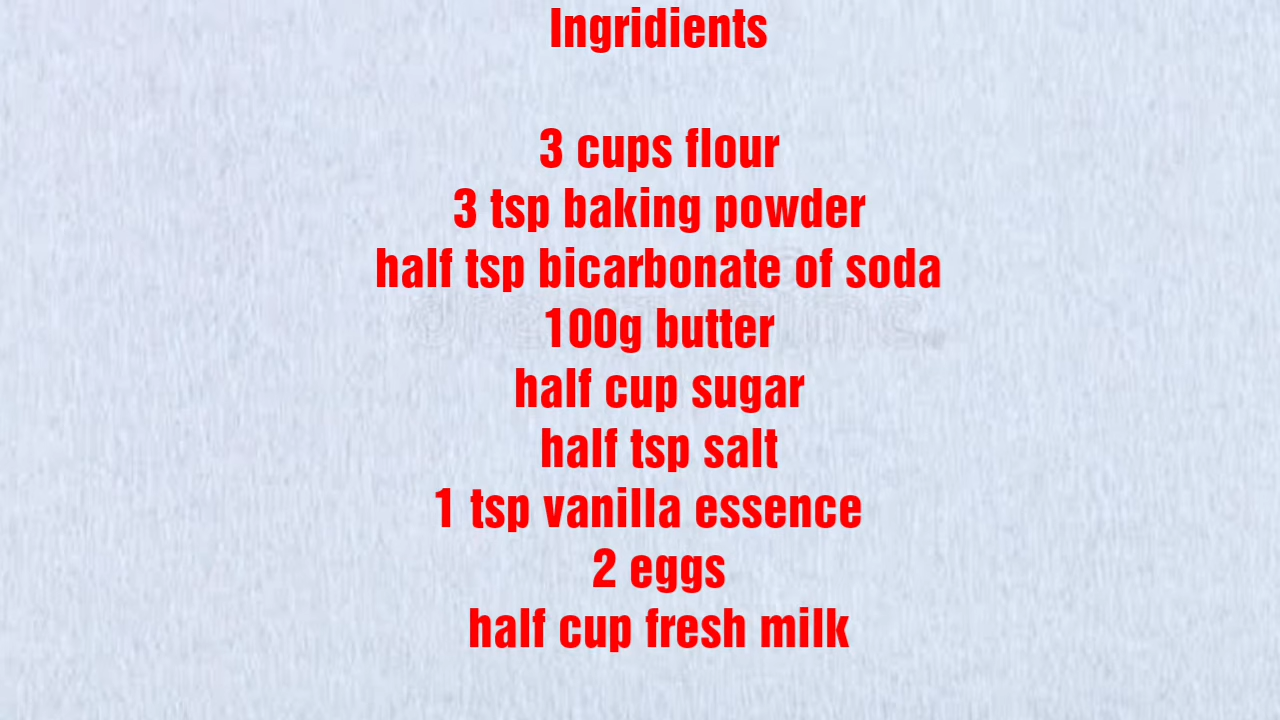 Ingridients
3 cups flour
3 tsp baking powder
half tsp bicarbonate of soda
100g butter
half cup sugar
half tsp salt
1 tsp vanilla essence
2 eggs
half cup fresh milk